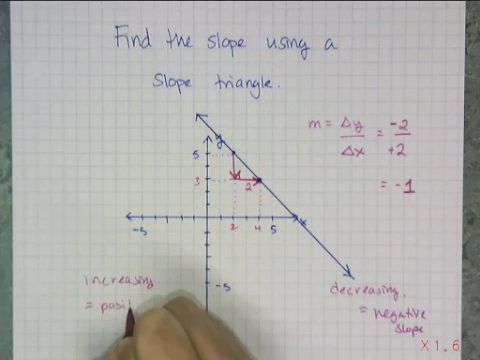 Find the slope using a
slope triangle.
m = Δy/Δx = -2/+2
= -1
y
5
3
2
-5
2
4
5
x
-5
increasing
= posi
decreasing.
= negative
slope
X 1.6